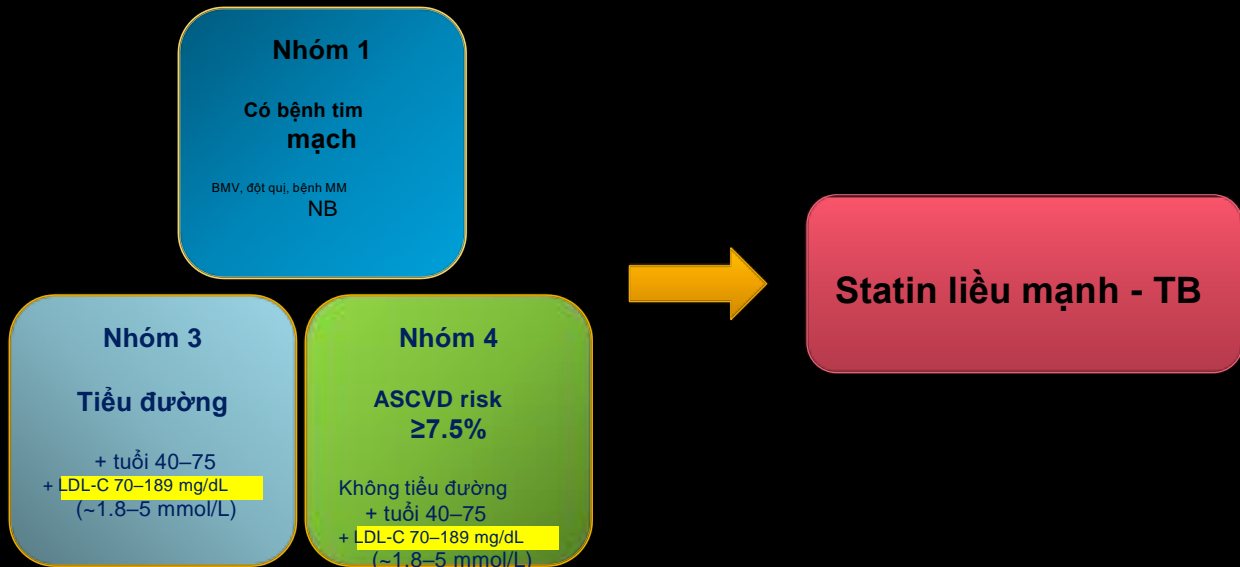 Nhóm 1
Có bệnh tim
mạch
BMV, đột quị, bệnh MM
NB
Nhóm 3
Tiểu đường
+ tuổi 40–75
+ LDL-C 70–189 mg/dL
(~1.8–5 mmol/L)
Nhóm 4
ASCVD risk
≥7.5%
Không tiểu đường
+ tuổi 40–75
+ LDL-C 70–189 mg/dL
(~1.8–5 mmol/L)
Statin liều mạnh - TB